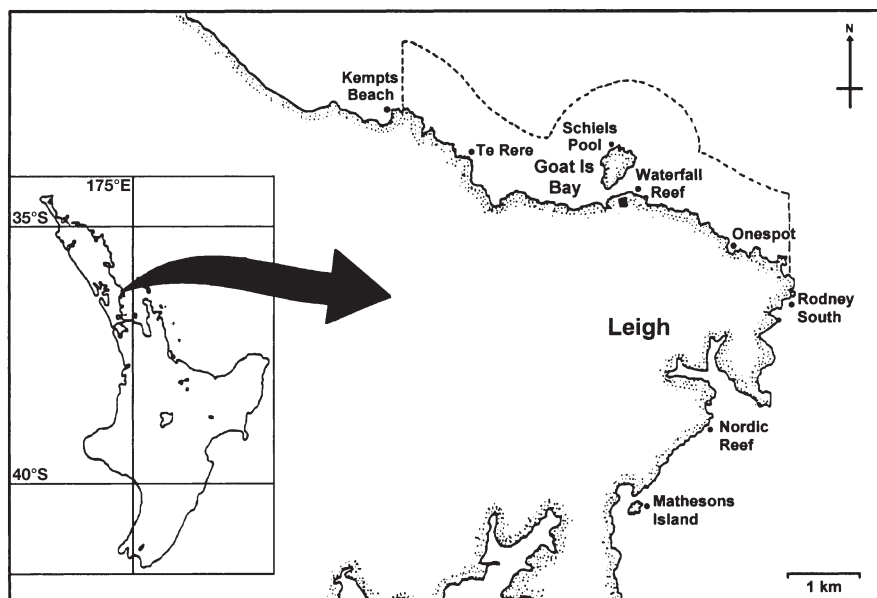 N
Kempts
Beach
Schiels
Pool
Te Rere
Goat Is
Bay
Waterfall
Reef
175°E
35°S
Onespot
Rodney
South
Leigh
Nordic
Reef
40°S
Mathesons
Island
1 km